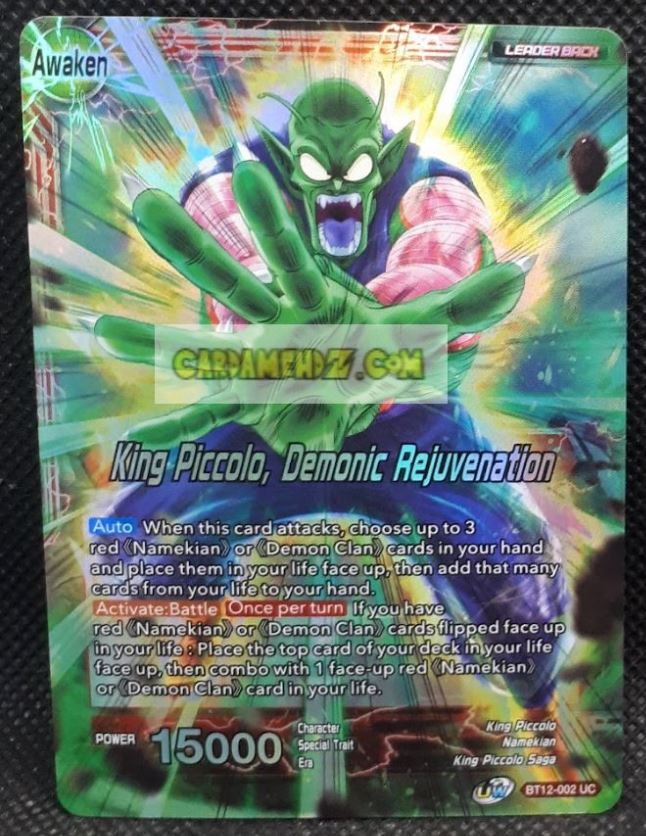 Awaken
LEADER BACK
CARDAMEHDZ.COM
King Piccolo, Demonic Rejuvenation
Auto When this card attacks, choose up to 3
red 《Namekian》 or 《Demon Clan》 cards in your hand
and place them in your life face up, then add that many
cards from your life to your hand.
Activate:Battle Once per turn If you have
red 《Namekian》 or 《Demon Clan》 cards flipped face up
in your life : Place the top card of your deck in your life
face up, then combo with 1 face-up red 《Namekian》
or 《Demon Clan》 card in your life.
POWER 15000
Character King Piccolo
Special Trait Namekian
Era King Piccolo Saga
UW BT12-002 UC